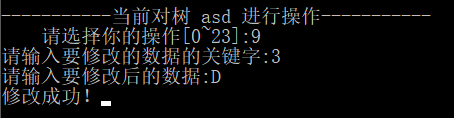 -----------当前对树 asd 进行操作-----------
请选择你的操作[0~23]:9
请输入要修改的数据的关键字:3
请输入要修改后的数据:D
修改成功！